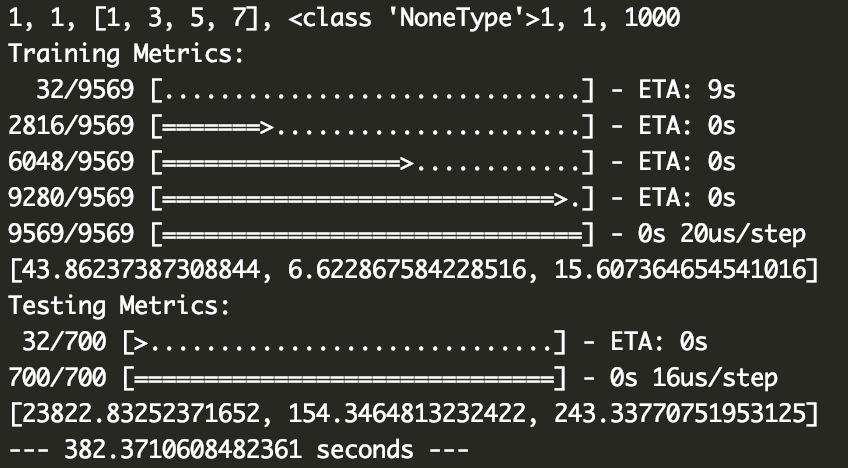 1, 1, [1, 3, 5, 7], <class 'NoneType'>1, 1, 1000
Training Metrics:
  32/9569 [..............................] - ETA: 9s
2816/9569 [=======>......................] - ETA: 0s
6048/9569 [=================>............] - ETA: 0s
9280/9569 [============================>.] - ETA: 0s
9569/9569 [==============================] - 0s 20us/step
[43.86237387308844, 6.622867584228516, 15.607364654541016]
Testing Metrics:
 32/700 [>.............................] - ETA: 0s
700/700 [==============================] - 0s 16us/step
[23822.83252371652, 154.3464813232422, 243.33770751953125]
--- 382.3710608482361 seconds ---